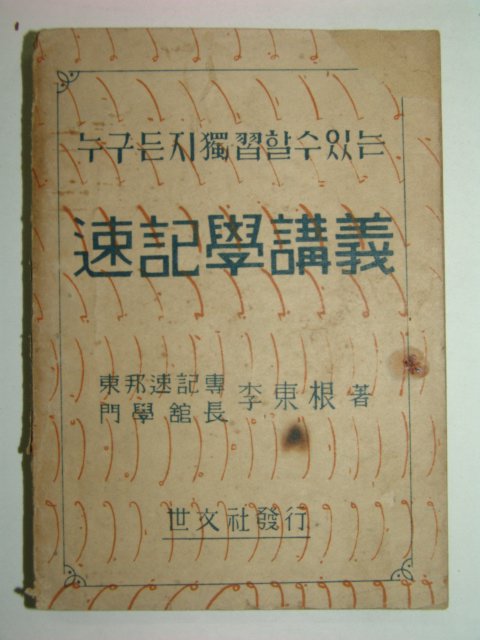 누구든지獨習할수있는
速記學講義
東邦速記專
門學舘長 李東根 著
世文社發行